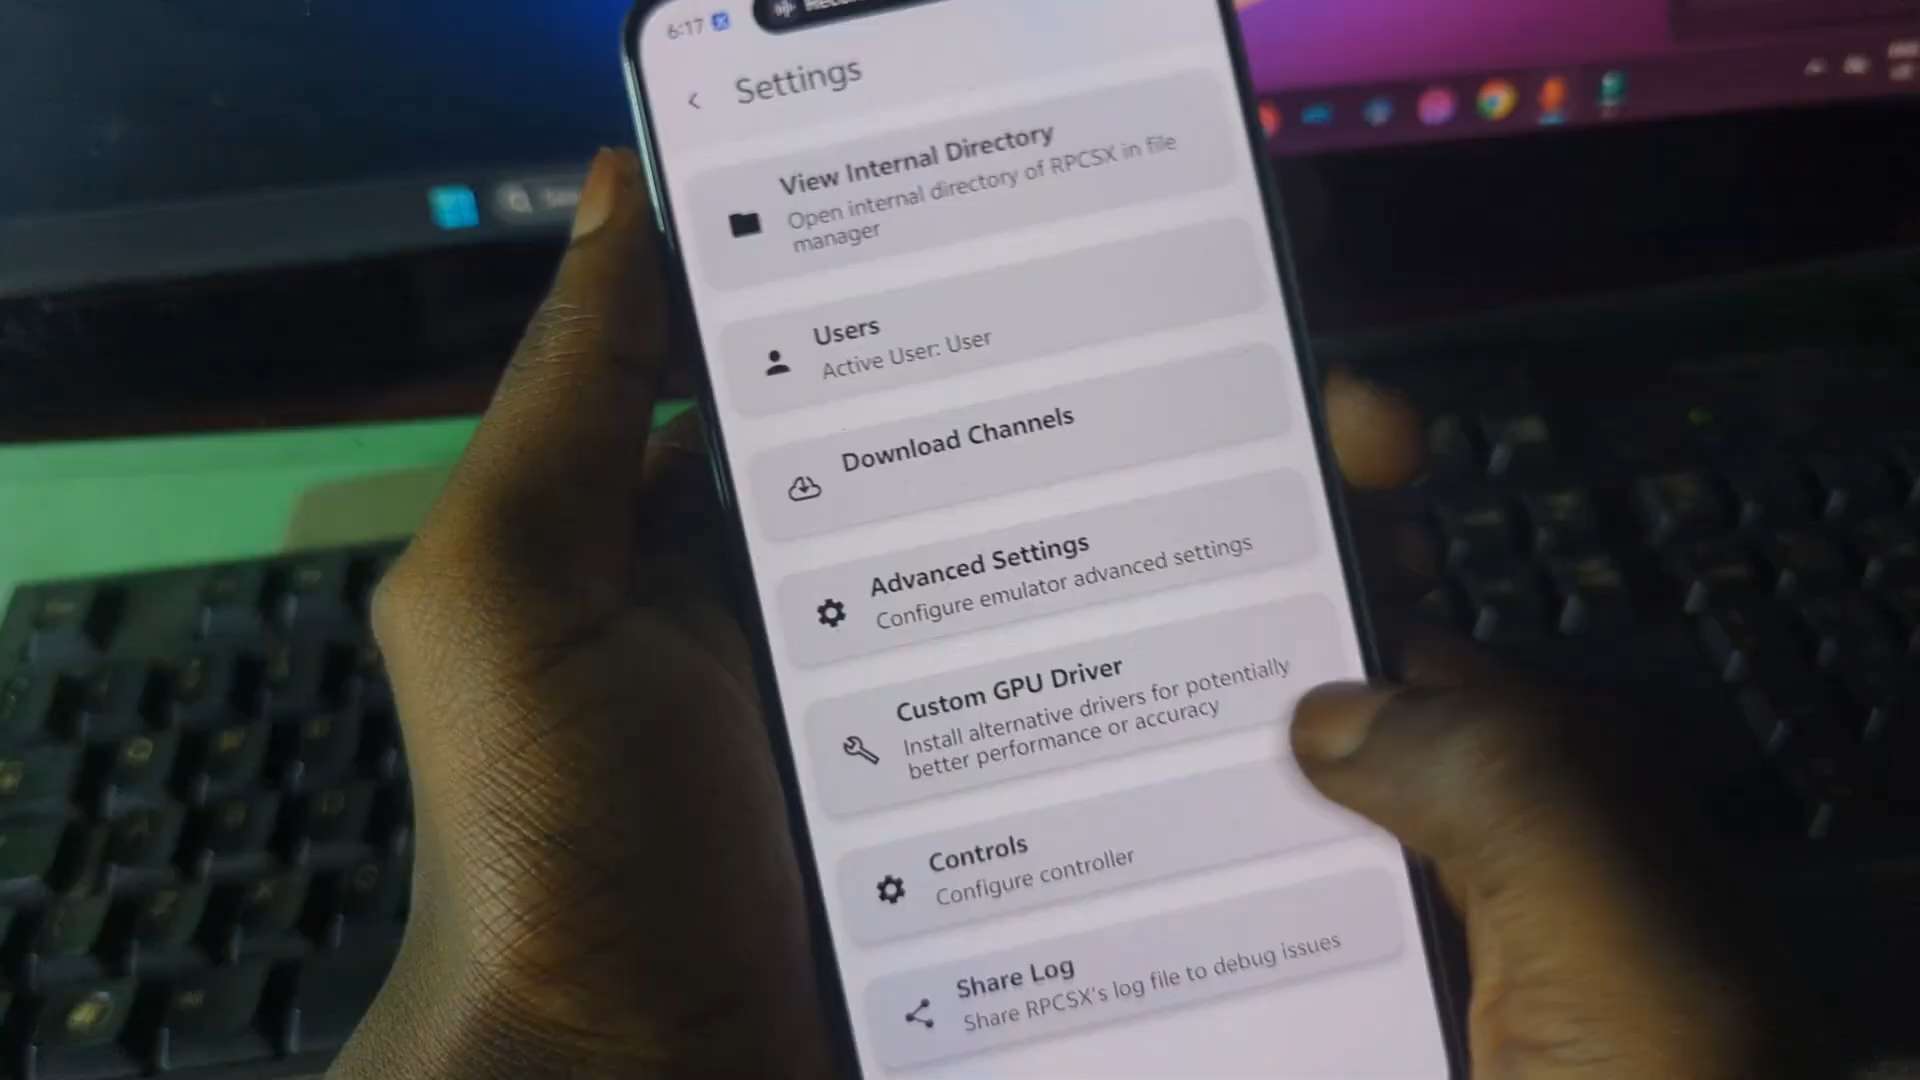 6:17
Settings
View Internal Directory
Open internal directory of RPCSX in file
manager
Users
Active User: User
Download Channels
Advanced Settings
Configure emulator advanced settings
Custom GPU Driver
Install alternative drivers for potentially
better performance or accuracy
Controls
Configure controller
Share Log
Share RPCSX's log file to debug issues